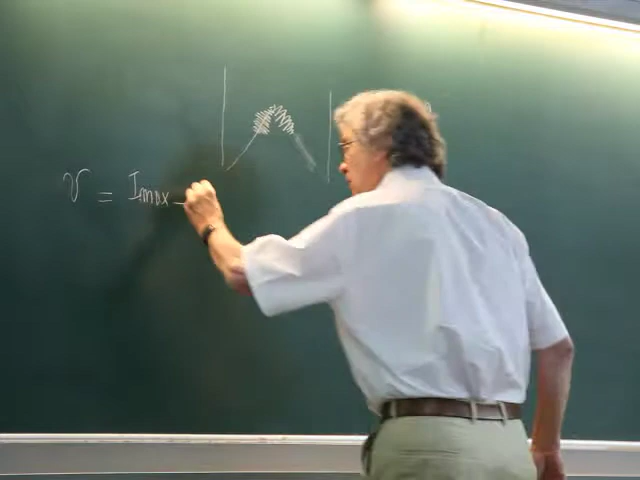 V = Imax -